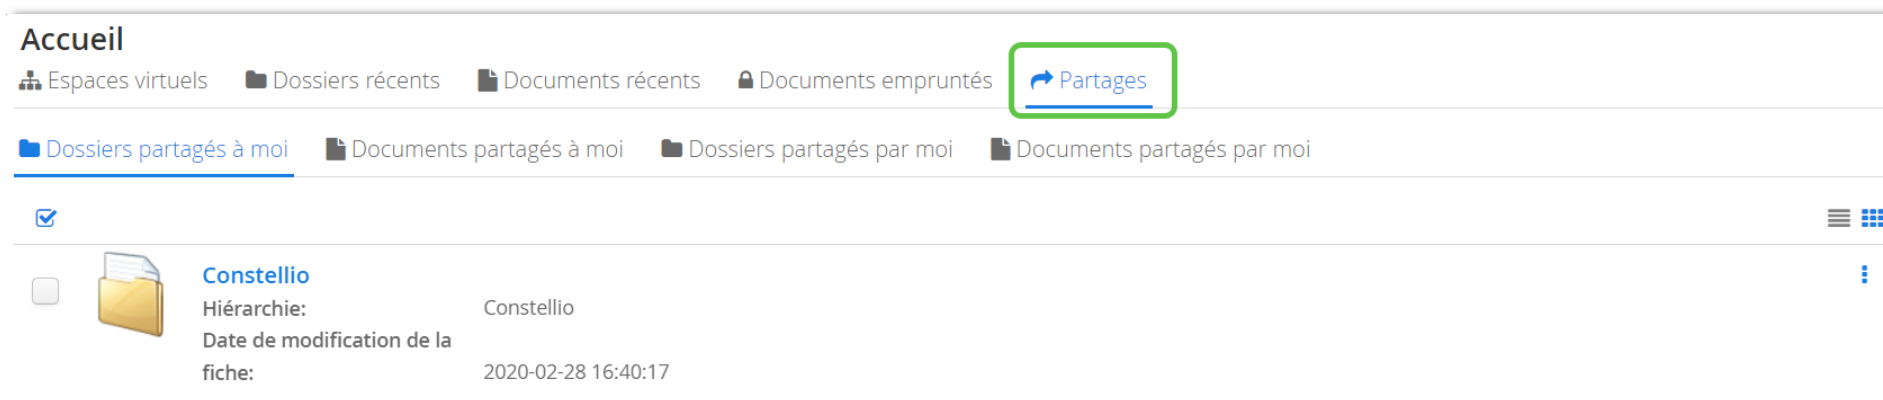 Accueil
Espaces virtuels Dossiers récents Documents récents Documents empruntés Partages
Dossiers partagés à moi Documents partagés à moi Dossiers partagés par moi Documents partagés par moi
Constellio
Hiérarchie: Constellio
Date de modification de la
fiche: 2020-02-28 16:40:17